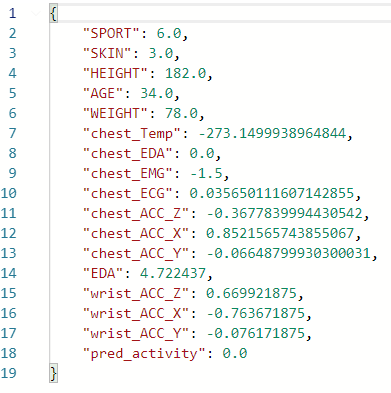 1 {
2 "SPORT": 6.0,
3 "SKIN": 3.0,
4 "HEIGHT": 182.0,
5 "AGE": 34.0,
6 "WEIGHT": 78.0,
7 "chest_Temp": -273.1499938964844,
8 "chest_EDA": 0.0,
9 "chest_EMG": -1.5,
10 "chest_ECG": 0.035650111607142855,
11 "chest_ACC_Z": -0.3677839994430542,
12 "chest_ACC_X": 0.8521565743855067,
13 "chest_ACC_Y": -0.06648799930300031,
14 "EDA": 4.722437,
15 "wrist_ACC_Z": 0.669921875,
16 "wrist_ACC_X": -0.763671875,
17 "wrist_ACC_Y": -0.076171875,
18 "pred_activity": 0.0
19 }